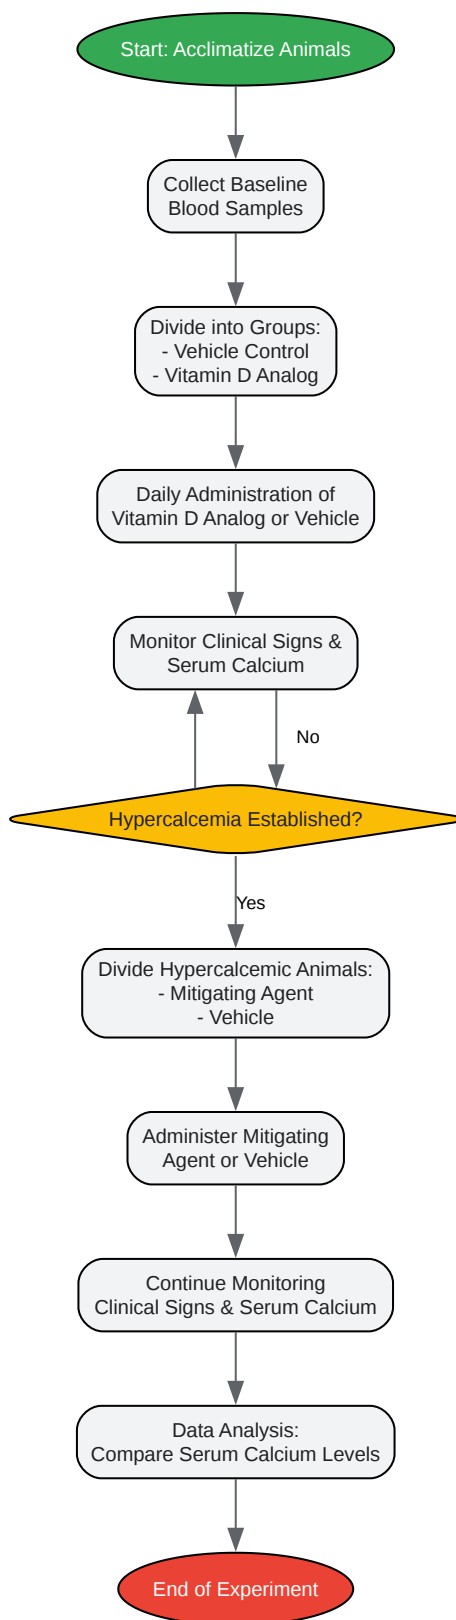 Start: Acclimatize Animals
Collect Baseline
Blood Samples
Divide into Groups:
- Vehicle Control
- Vitamin D Analog
Daily Administration of
Vitamin D Analog or Vehicle
Monitor Clinical Signs &
Serum Calcium
No
Hypercalcemia Established?
Yes
Divide Hypercalcemic Animals:
- Mitigating Agent
- Vehicle
Administer Mitigating
Agent or Vehicle
Continue Monitoring
Clinical Signs & Serum Calcium
Data Analysis:
Compare Serum Calcium Levels
End of Experiment